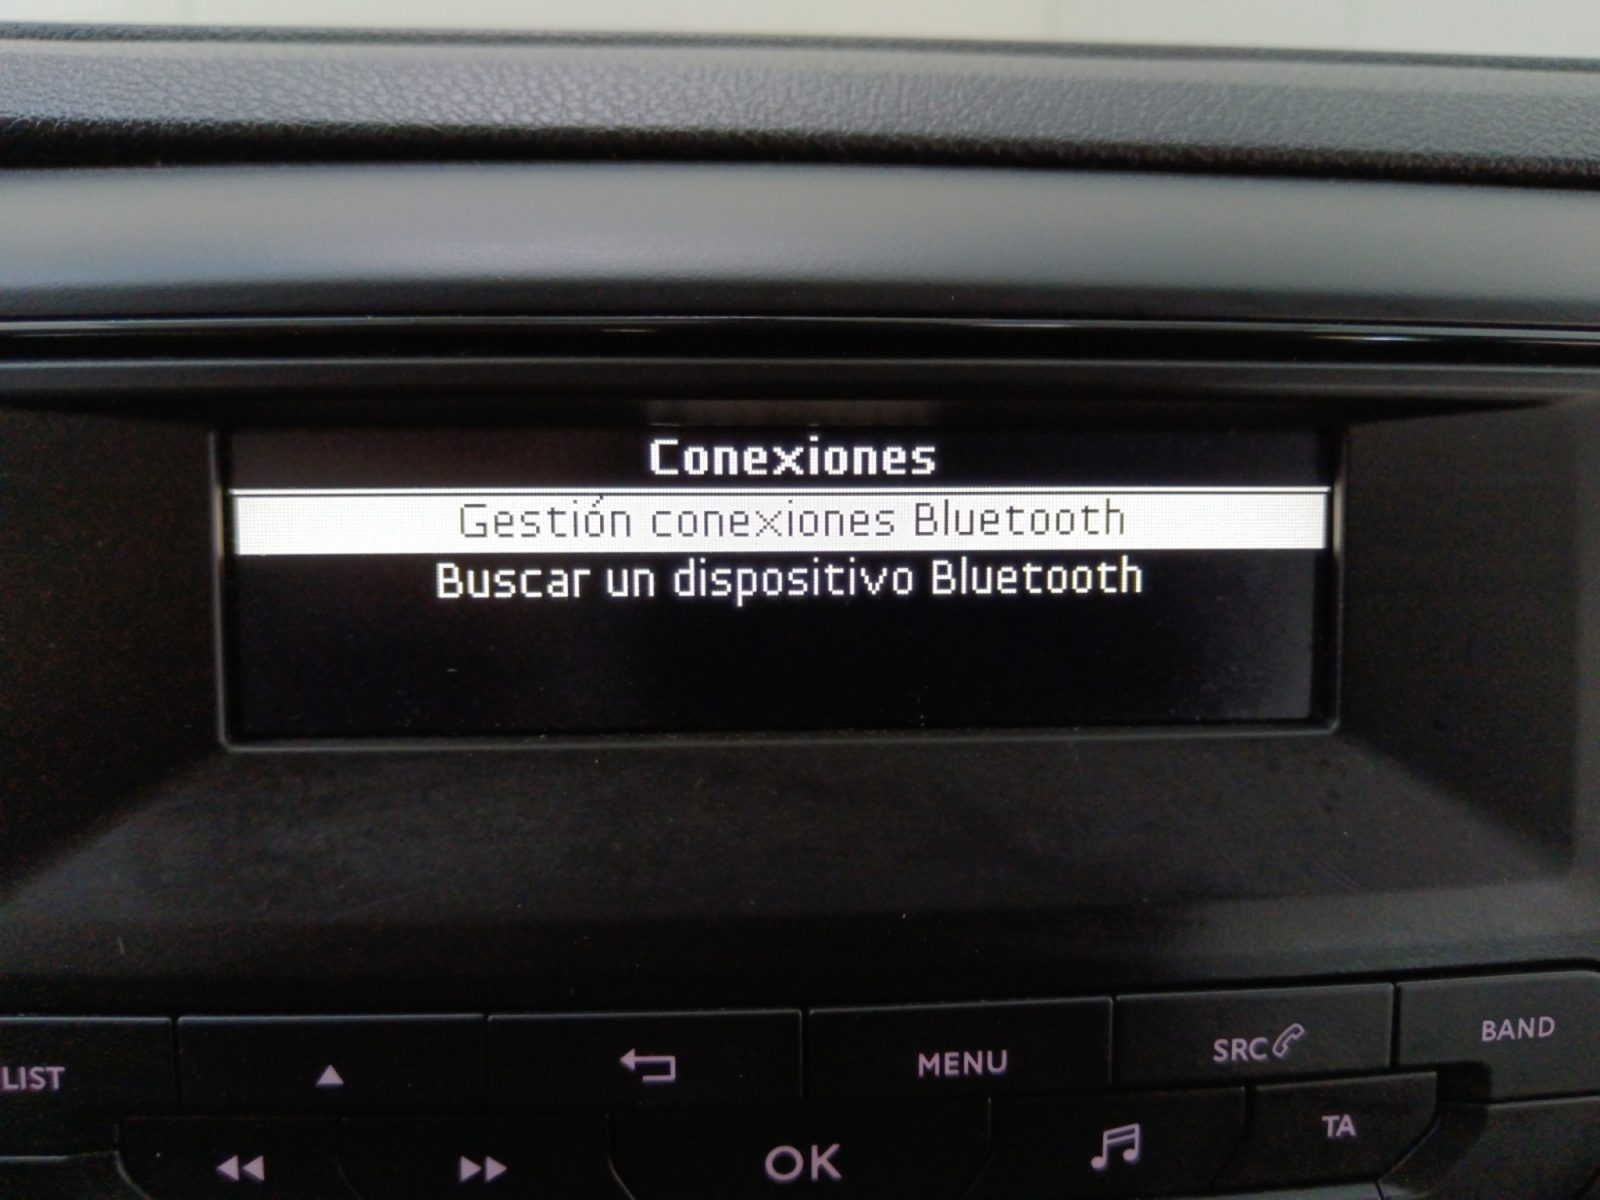 Conexiones
Gestión conexiones Bluetooth
Buscar un dispositivo Bluetooth
LIST
MENU
SRC
BAND
OK
TA